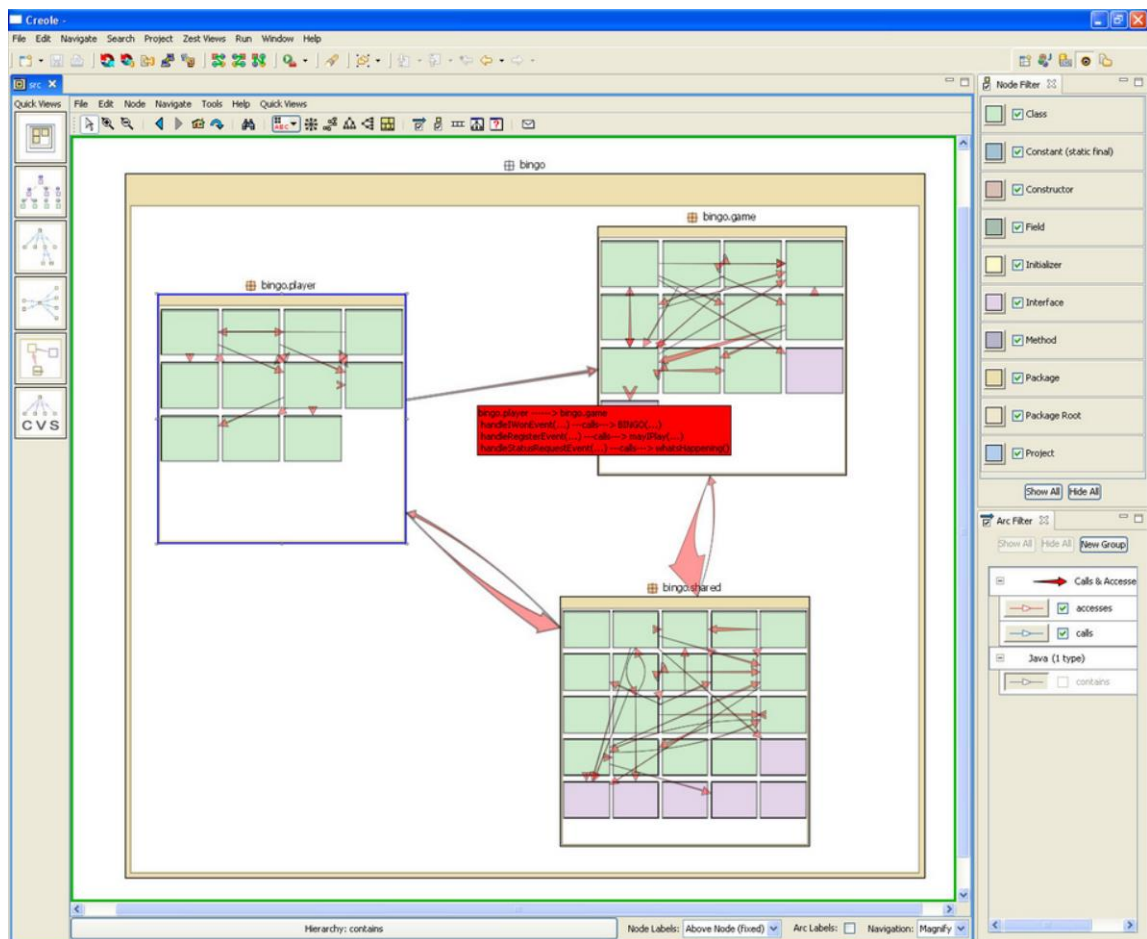 Creole -
File Edit Navigate Search Project Zest Views Run Window Help
src
Quick Views
File Edit Node Navigate Tools Help Quick Views
ABC
CVS
bingo
bingo.game
bingo.player
bingo.player -----> bingo.game
handleIWonEvent(...) ---calls---> BINGO(...)
handleRegisterEvent(...) ---calls---> mayIPlay(...)
handleStatusRequestEvent(...) ---calls---> whatsHappening()
bingo.shared
Hierarchy: contains
Node Labels: Above Node (fixed) Arc Labels: Navigation: Magnify
Node Filter
Class
Constant (static final)
Constructor
Field
Initializer
Interface
Method
Package
Package Root
Project
Show All Hide All
Arc Filter
Show All Hide All New Group
Calls & Accesse
accesses
calls
Java (1 type)
contains